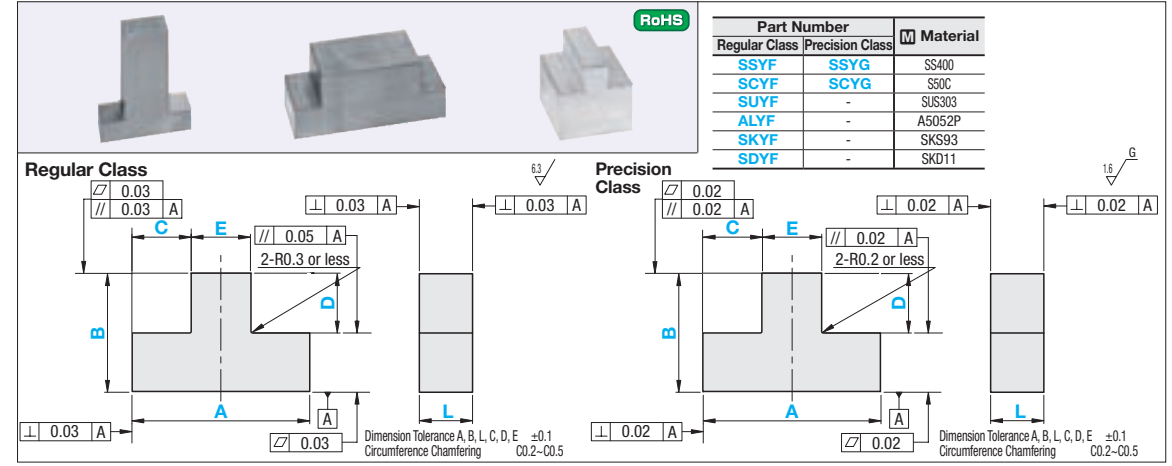 RoHS
Part Number
M Material
Regular Class Precision Class
SSYF SSYG SS400
SCYF SCYG S50C
SUYF - SUS303
ALYF - A5052P
SKYF - SKS93
SDYF - SKD11
Regular Class
6.3
⏥ 0.03
// 0.03 A
⊥ 0.03 A
⊥ 0.03 A
C E
// 0.05 A
2-R0.3 or less
B
D
A
L
A
⊥ 0.03 A
⏥ 0.03
Dimension Tolerance A, B, L, C, D, E ±0.1
Circumference Chamfering C0.2~C0.5
Precision
Class
1.6 G
⏥ 0.02
// 0.02 A
⊥ 0.02 A
⊥ 0.02 A
C E
// 0.02 A
2-R0.2 or less
B
D
A
L
A
⊥ 0.02 A
⏥ 0.02
Dimension Tolerance A, B, L, C, D, E ±0.1
Circumference Chamfering C0.2~C0.5